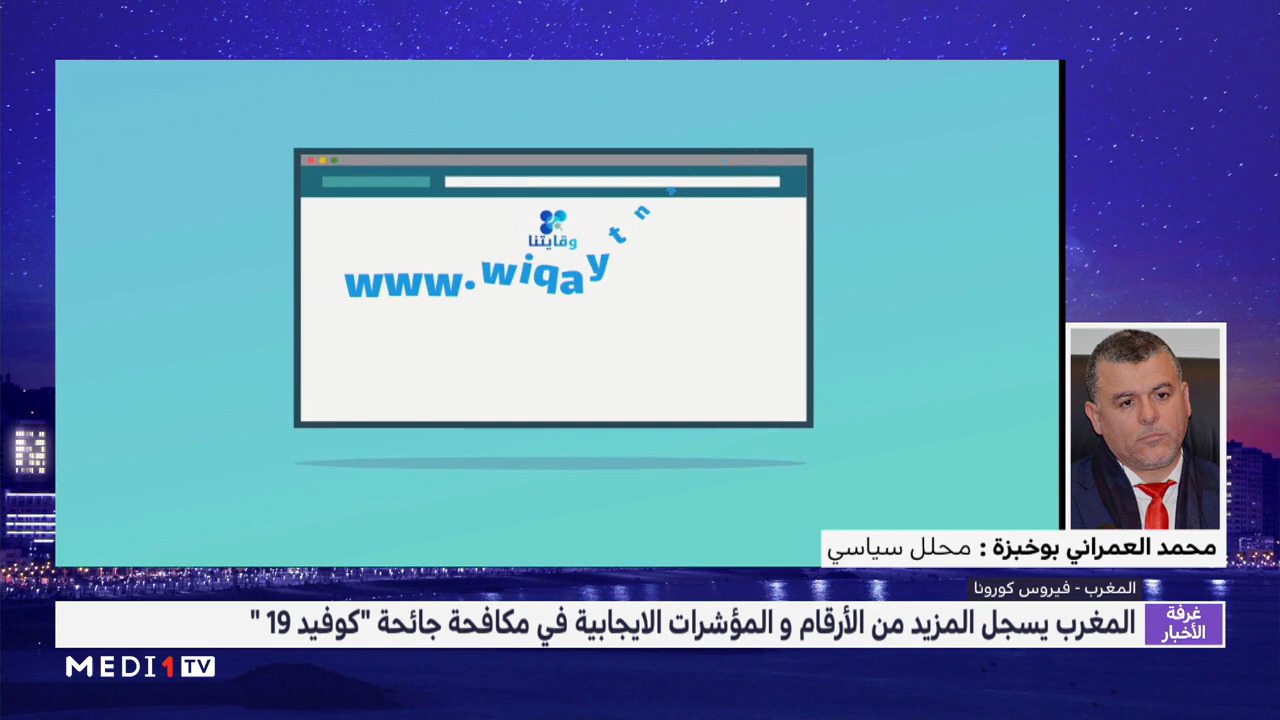 وقايتنا
www.wiqaytn
محمد العمراني بوخبزة : محلل سياسي
المغرب - فيروس كورونا
غرفة الأخبار
المغرب يسجل المزيد من الأرقام و المؤشرات الايجابية في مكافحة جائحة "كوفيد 19 "
MEDI1TV